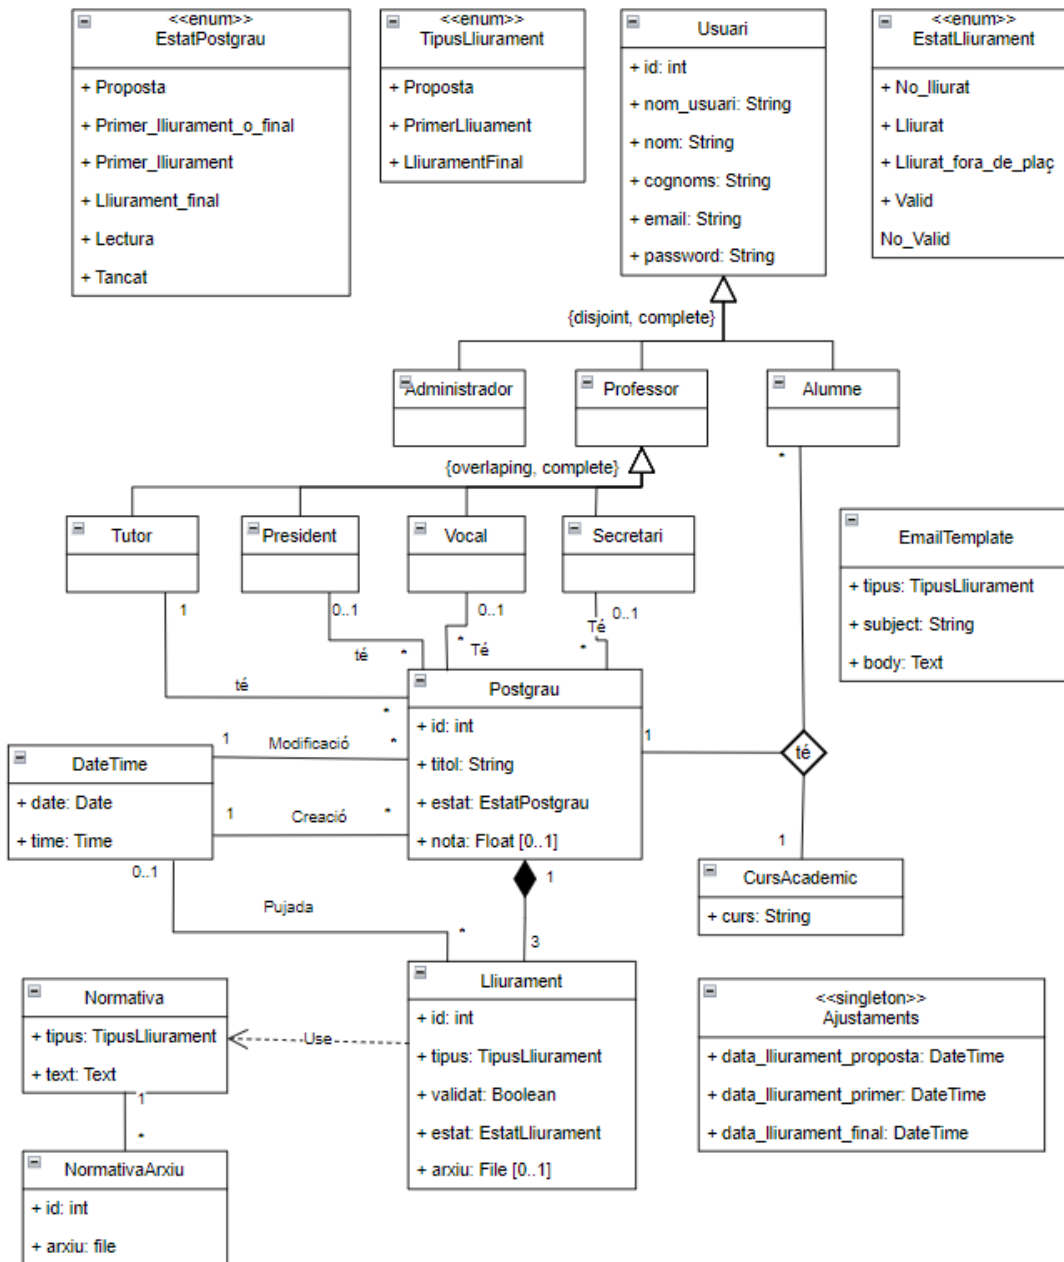 <<enum>>
EstatPostgrau
+ Proposta
+ Primer_lliurament_o_final
+ Primer_lliurament
+ Lliurament_final
+ Lectura
+ Tancat
<<enum>>
TipusLliurament
+ Proposta
+ PrimerLliuament
+ LliuramentFinal
Usuari
+ id: int
+ nom_usuari: String
+ nom: String
+ cognoms: String
+ email: String
+ password: String
<<enum>>
EstatLliurament
+ No_lliurat
+ Lliurat
+ Lliurat_fora_de_plaç
+ Valid
No_Valid
{disjoint, complete}
Administrador
Professor
Alumne
*
{overlaping, complete}
Tutor
President
Vocal
Secretari
1
0..1
0..1
0..1
té
*
Té
*
Té
*
té
*
EmailTemplate
+ tipus: TipusLliurament
+ subject: String
+ body: Text
Postgrau
+ id: int
+ titol: String
+ estat: EstatPostgrau
+ nota: Float [0..1]
1
té
1
1
Modificació
*
1
Creació
*
DateTime
+ date: Date
+ time: Time
0..1
Pujada
*
1
3
CursAcademic
+ curs: String
Lliurament
+ id: int
+ tipus: TipusLliurament
+ validat: Boolean
+ estat: EstatLliurament
+ arxiu: File [0..1]
Use
Normativa
+ tipus: TipusLliurament
+ text: Text
1
*
NormativaArxiu
+ id: int
+ arxiu: file
<<singleton>>
Ajustaments
+ data_lliurament_proposta: DateTime
+ data_lliurament_primer: DateTime
+ data_lliurament_final: DateTime